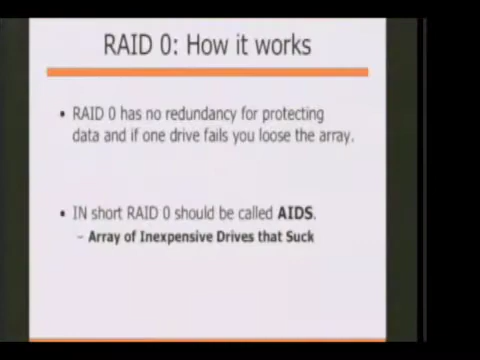 RAID 0: How it works
• RAID 0 has no redundancy for protecting
data and if one drive fails you loose the array.
• IN short RAID 0 should be called AIDS.
– Array of Inexpensive Drives that Suck